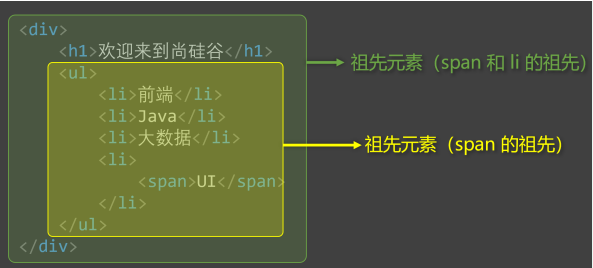 <div>
<h1>欢迎来到尚硅谷</h1>
<ul>
<li>前端</li>
<li>Java</li>
<li>大数据</li>
<li>
<span>UI</span>
</li>
</ul>
</div>
祖先元素（span 和 li 的祖先）
祖先元素（span 的祖先）